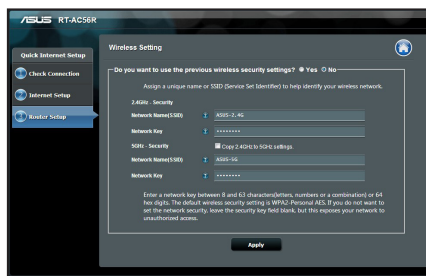 ASUS RT-AC56R
Quick Internet Setup
Check Connection
Internet Setup
Router Setup
Wireless Setting
Do you want to use the previous wireless security settings? Yes No
Assign a unique name or SSID (Service Set Identifier) to help identify your wireless network.
2.4GHz - Security
Network Name(SSID) ASUS-2.4G
Network Key ••••••••
5GHz - Security Copy 2.4GHz to 5GHz settings.
Network Name(SSID) ASUS-5G
Network Key ••••••••
Enter a network key between 8 and 63 characters(letters, numbers or a combination) or 64
hex digits. The default wireless security setting is WPA2-Personal AES. If you do not want to
set the network security, leave the security key field blank, but this exposes your network to
unauthorized access.
Apply